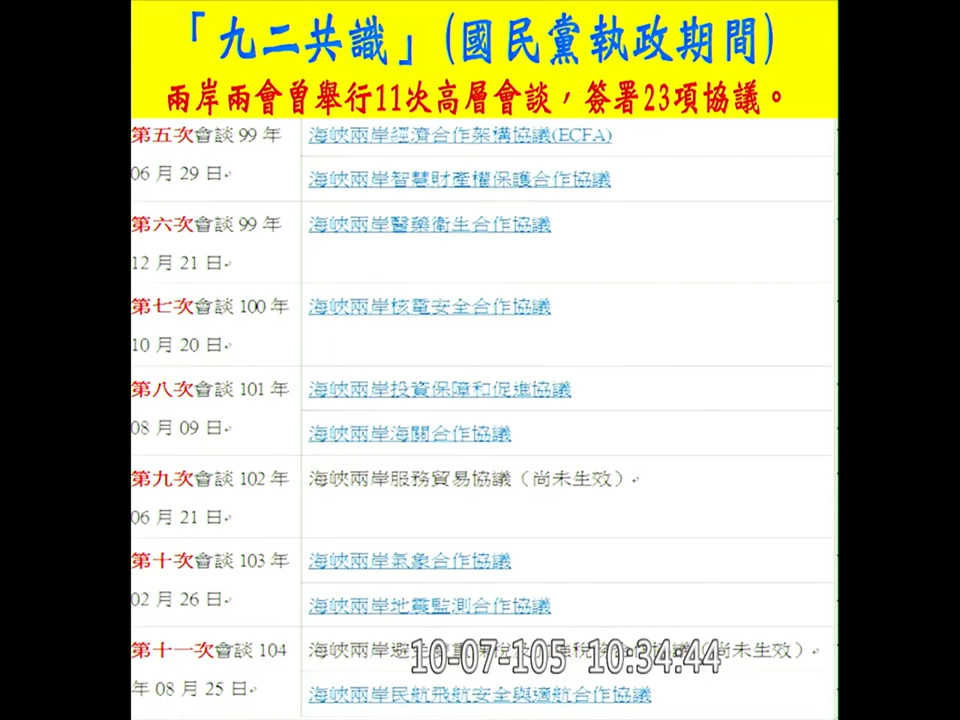 「九二共識」(國民黨執政期間)
兩岸兩會曾舉行11次高層會談，簽署23項協議。
第五次會談 99 年
06 月 29 日
海峽兩岸經濟合作架構協議(ECFA)
海峽兩岸智慧財產權保護合作協議
第六次會談 99 年
12 月 21 日
海峽兩岸醫藥衛生合作協議
第七次會談 100 年
10 月 20 日
海峽兩岸核電安全合作協議
第八次會談 101 年
08 月 09 日
海峽兩岸投資保障和促進協議
海峽兩岸海關合作協議
第九次會談 102 年
06 月 21 日
海峽兩岸服務貿易協議（尚未生效）
第十次會談 103 年
02 月 26 日
海峽兩岸氣象合作協議
海峽兩岸地震監測合作協議
第十一次會談 104
年 08 月 25 日
海峽兩岸避 協議（尚未生效）
海峽兩岸民航飛航安全與適航合作協議
10-07-105 10:34:44